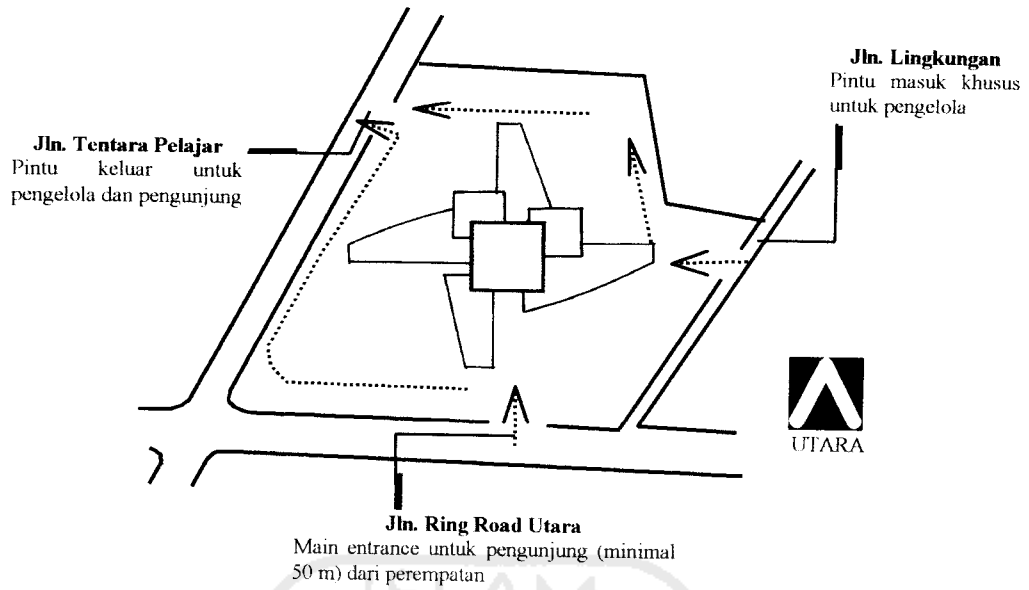 Jln. Lingkungan
Pintu masuk khusus
untuk pengelola
Jln. Tentara Pelajar
Pintu keluar untuk
pengelola dan pengunjung
UTARA
Jln. Ring Road Utara
Main entrance untuk pengunjung (minimal
50 m) dari perempatan